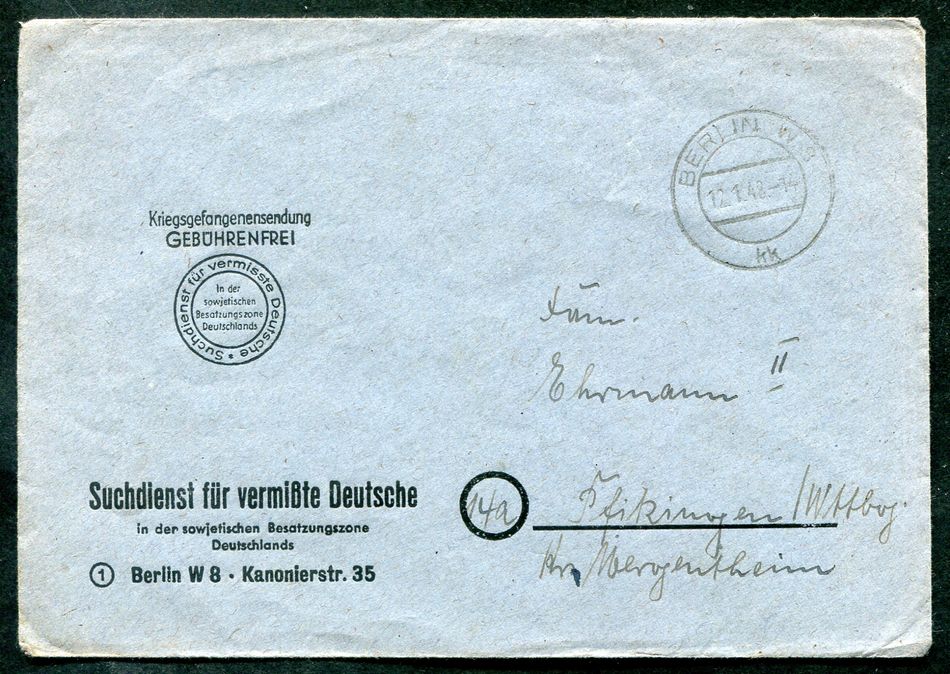 BERLIN W 8
12.1.48.-14
kk
Kriegsgefangenensendung
GEBÜHRENFREI
Suchdienst für vermisste Deutsche *
In der
sowjetischen
Besatzungszone
Deutschlands
Fam.
Ehrmann II
Suchdienst für vermißte Deutsche
in der sowjetischen Besatzungszone
Deutschlands
1 Berlin W 8 · Kanonierstr. 35
14a
/Wttbg.
Kr. Mergentheim